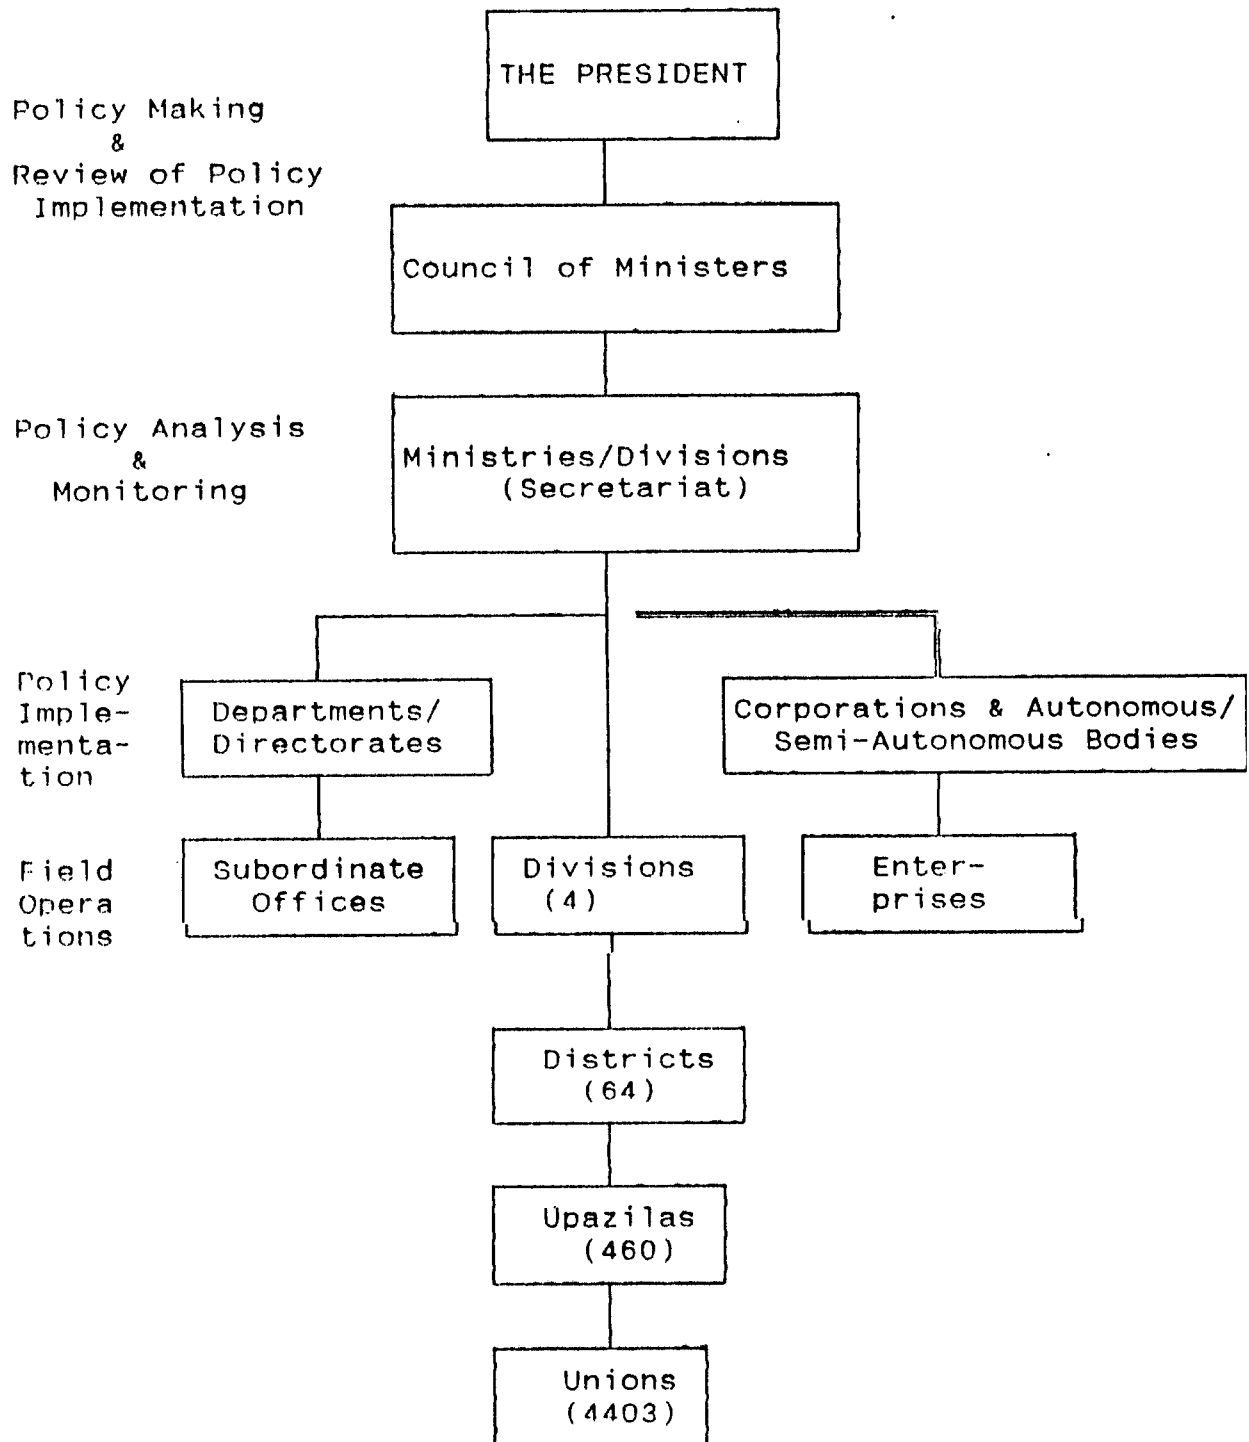 THE PRESIDENT
Policy Making
&
Review of Policy
Implementation
Council of Ministers
Policy Analysis
&
Monitoring
Ministries/Divisions
(Secretariat)
Policy
Imple-
menta-
tion
Departments/
Directorates
Corporations & Autonomous/
Semi-Autonomous Bodies
Field
Opera
tions
Subordinate
Offices
Divisions
(4)
Enter-
prises
Districts
(64)
Upazilas
(460)
Unions
(4403)